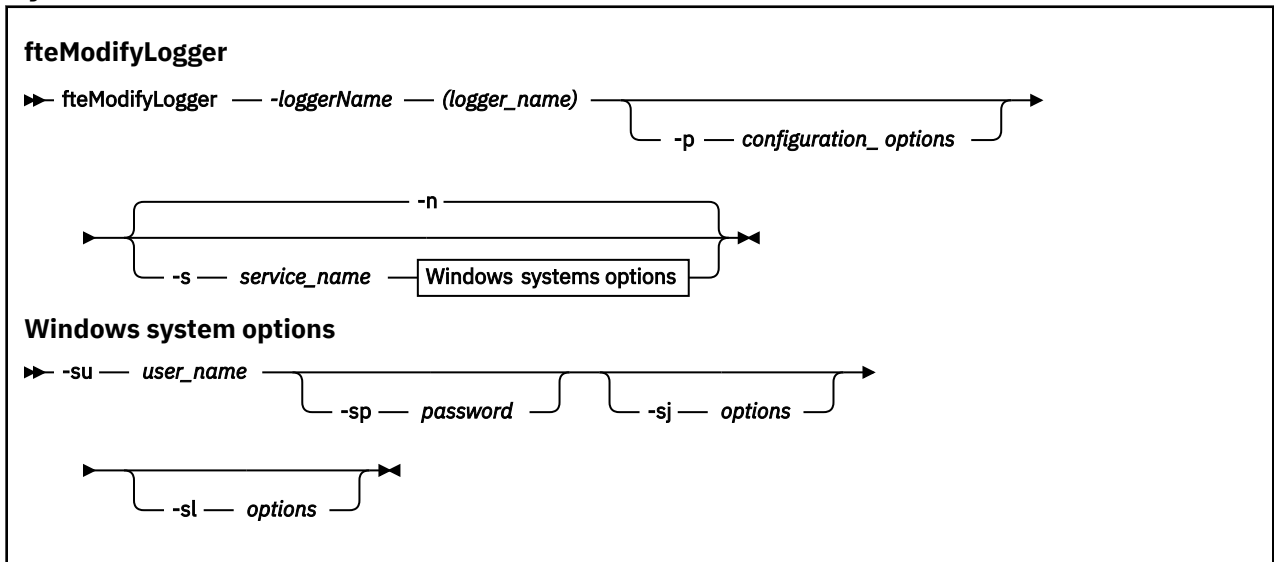 fteModifyLogger
fteModifyLogger -loggerName (logger_name)
-p configuration_ options
-n
-s service_name Windows systems options
Windows system options
-su user_name
-sp password -sj options
-sl options